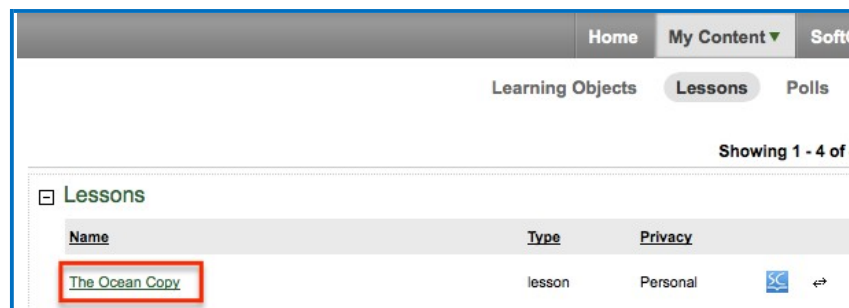 Home My Content▼ Soft
Learning Objects Lessons Polls
Showing 1 - 4 of
Lessons
Name Type Privacy
The Ocean Copy lesson Personal SC